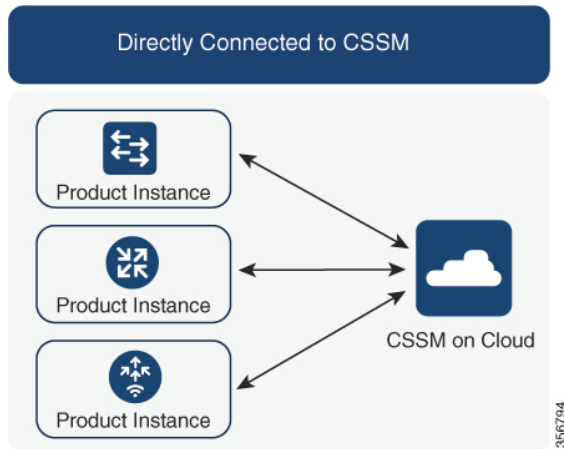 Directly Connected to CSSM
Product Instance
Product Instance
CSSM on Cloud
Product Instance
356794